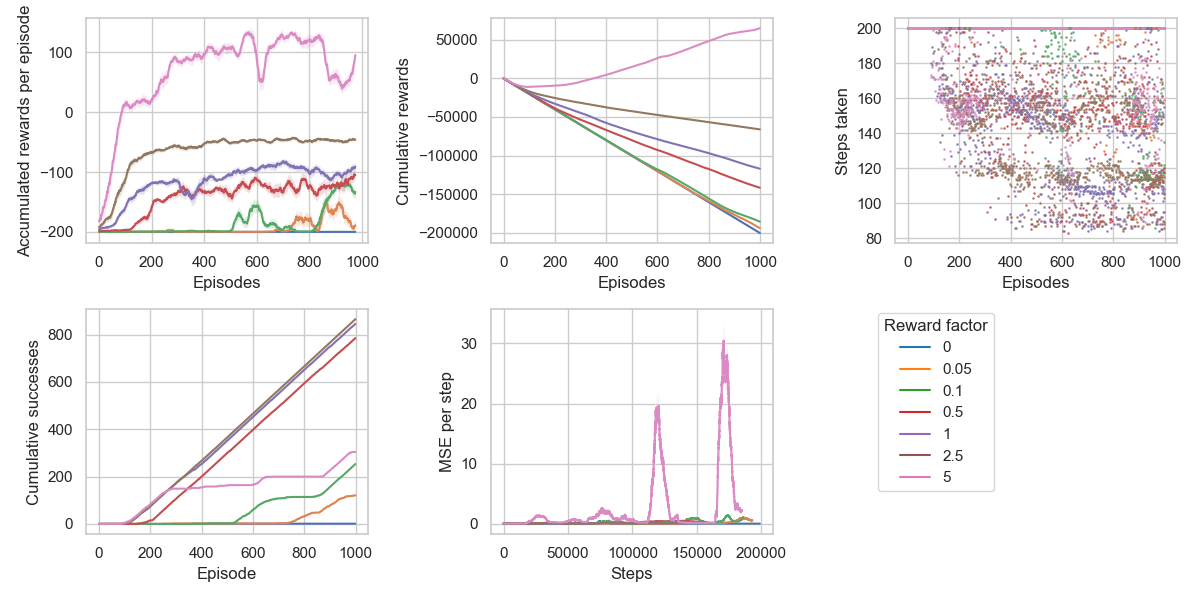 Accumulated rewards per episode
100
0
−100
−200
0 200 400 600 800 1000
Episodes
Cumulative rewards
50000
0
−50000
−100000
−150000
−200000
0 200 400 600 800 1000
Episodes
Steps taken
200
180
160
140
120
100
80
0 200 400 600 800 1000
Episodes
Cumulative successes
800
600
400
200
0
0 200 400 600 800 1000
Episode
MSE per step
30
20
10
0
0 50000 100000 150000 200000
Steps
Reward factor
0
0.05
0.1
0.5
1
2.5
5